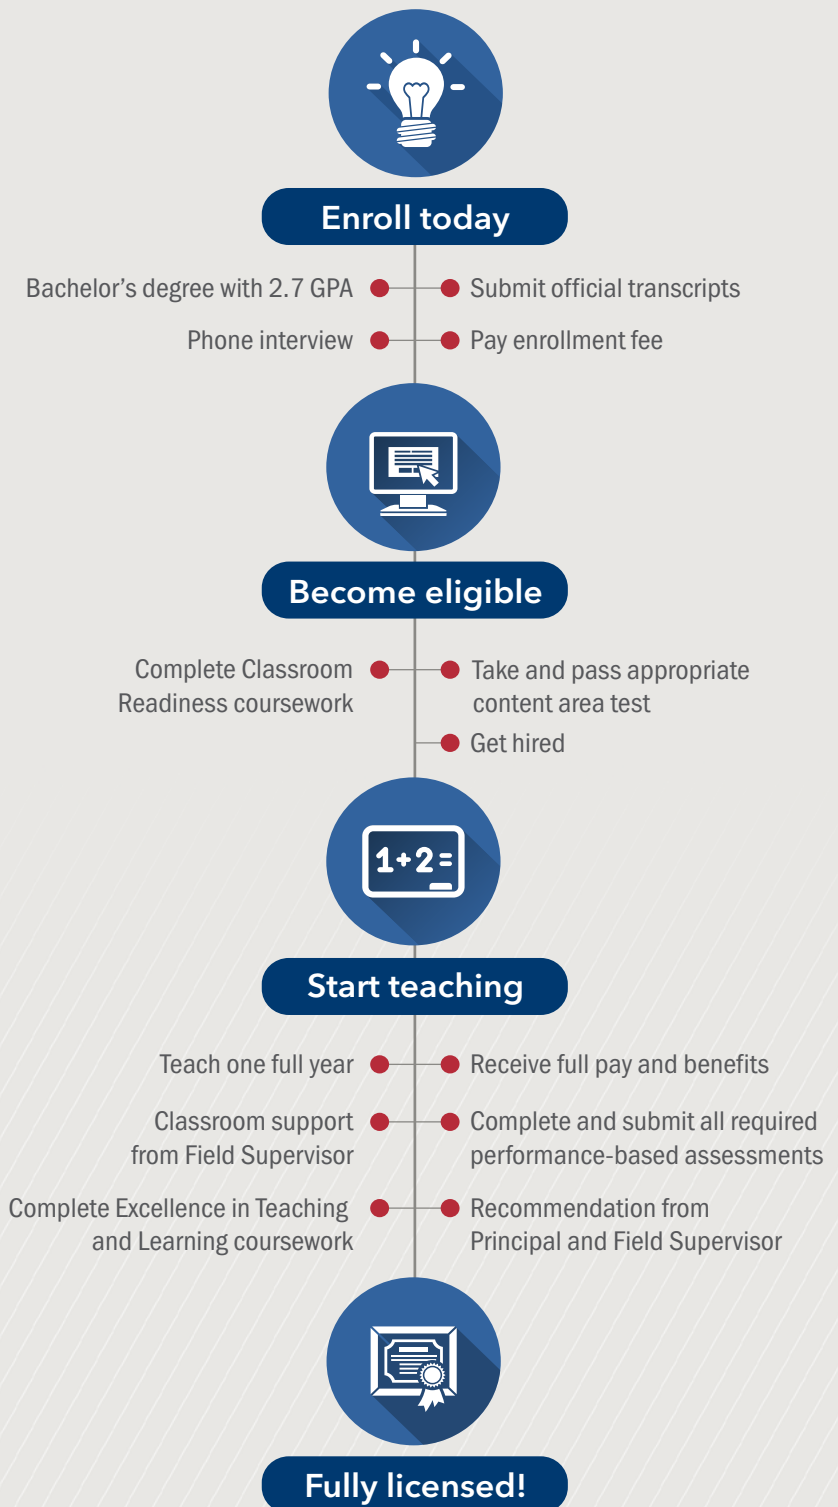 Enroll today
Bachelor’s degree with 2.7 GPA
Submit official transcripts
Phone interview
Pay enrollment fee
Become eligible
Complete Classroom
Readiness coursework
Take and pass appropriate
content area test
Get hired
1+2=
Start teaching
Teach one full year
Receive full pay and benefits
Classroom support
from Field Supervisor
Complete and submit all required
performance-based assessments
Complete Excellence in Teaching
and Learning coursework
Recommendation from
Principal and Field Supervisor
Fully licensed!